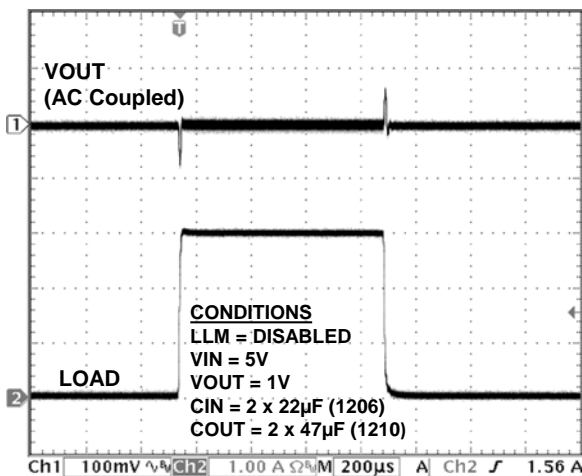 T
VOUT
(AC Coupled)
1
CONDITIONS
LLM = DISABLED
VIN = 5V
VOUT = 1V
CIN = 2 x 22µF (1206)
COUT = 2 x 47µF (1210)
LOAD
2
Ch1 100mV Ch2 1.00 A Ω M 200µs A Ch2 1.56 A